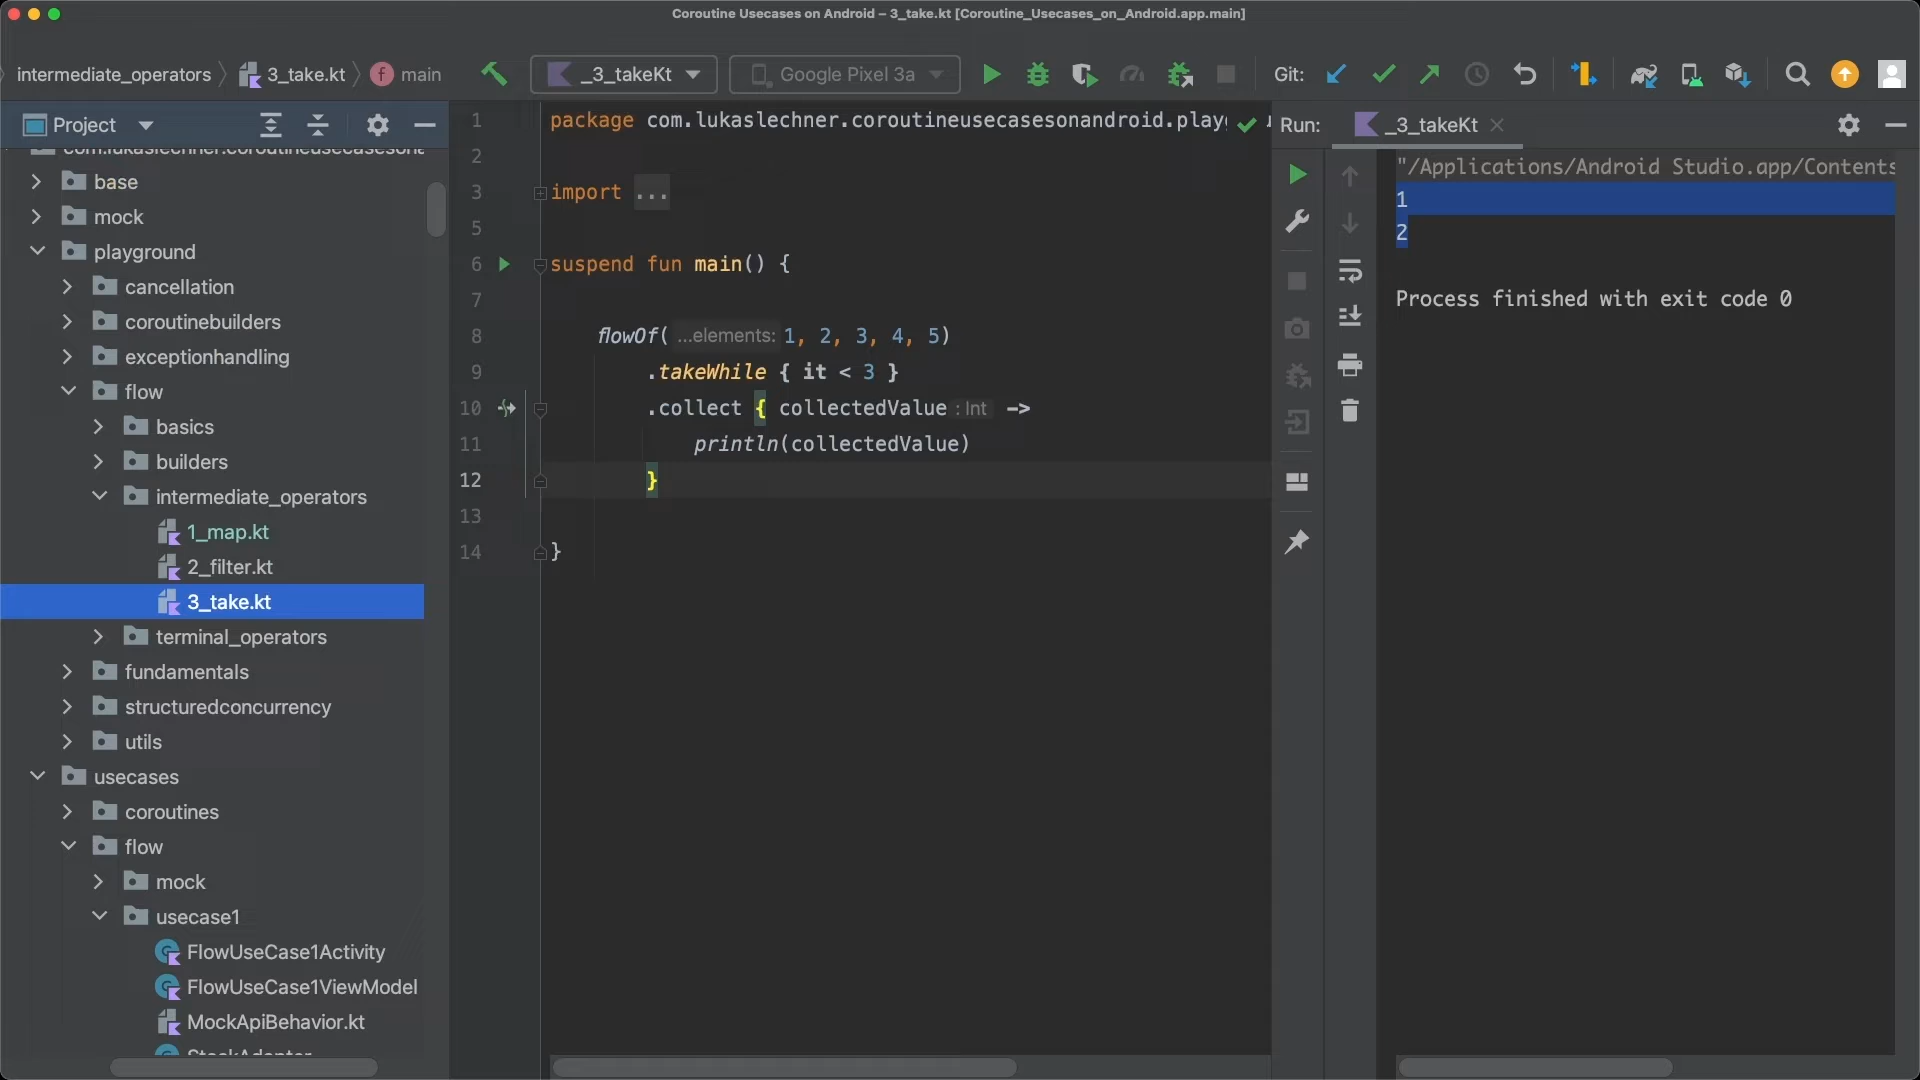 Coroutine Usecases on Android – 3_take.kt [Coroutine_Usecases_on_Android.app.main]
intermediate_operators 3_take.kt f main _3_takeKt Google Pixel 3a Git:
Project
base
mock
playground
cancellation
coroutinebuilders
exceptionhandling
flow
basics
builders
intermediate_operators
1_map.kt
2_filter.kt
3_take.kt
terminal_operators
fundamentals
structuredconcurrency
utils
usecases
coroutines
flow
mock
usecase1
FlowUseCase1Activity
FlowUseCase1ViewModel
MockApiBehavior.kt
1 package com.lukaslechner.coroutineusecasesonandroid.play
2
3 import ...
5
6 suspend fun main() {
7
8 flowOf( ...elements: 1, 2, 3, 4, 5)
9 .takeWhile { it < 3 }
10 .collect { collectedValue : Int ->
11 println(collectedValue)
12 }
13
14 }
Run: _3_takeKt
"/Applications/Android Studio.app/Contents
1
2
Process finished with exit code 0